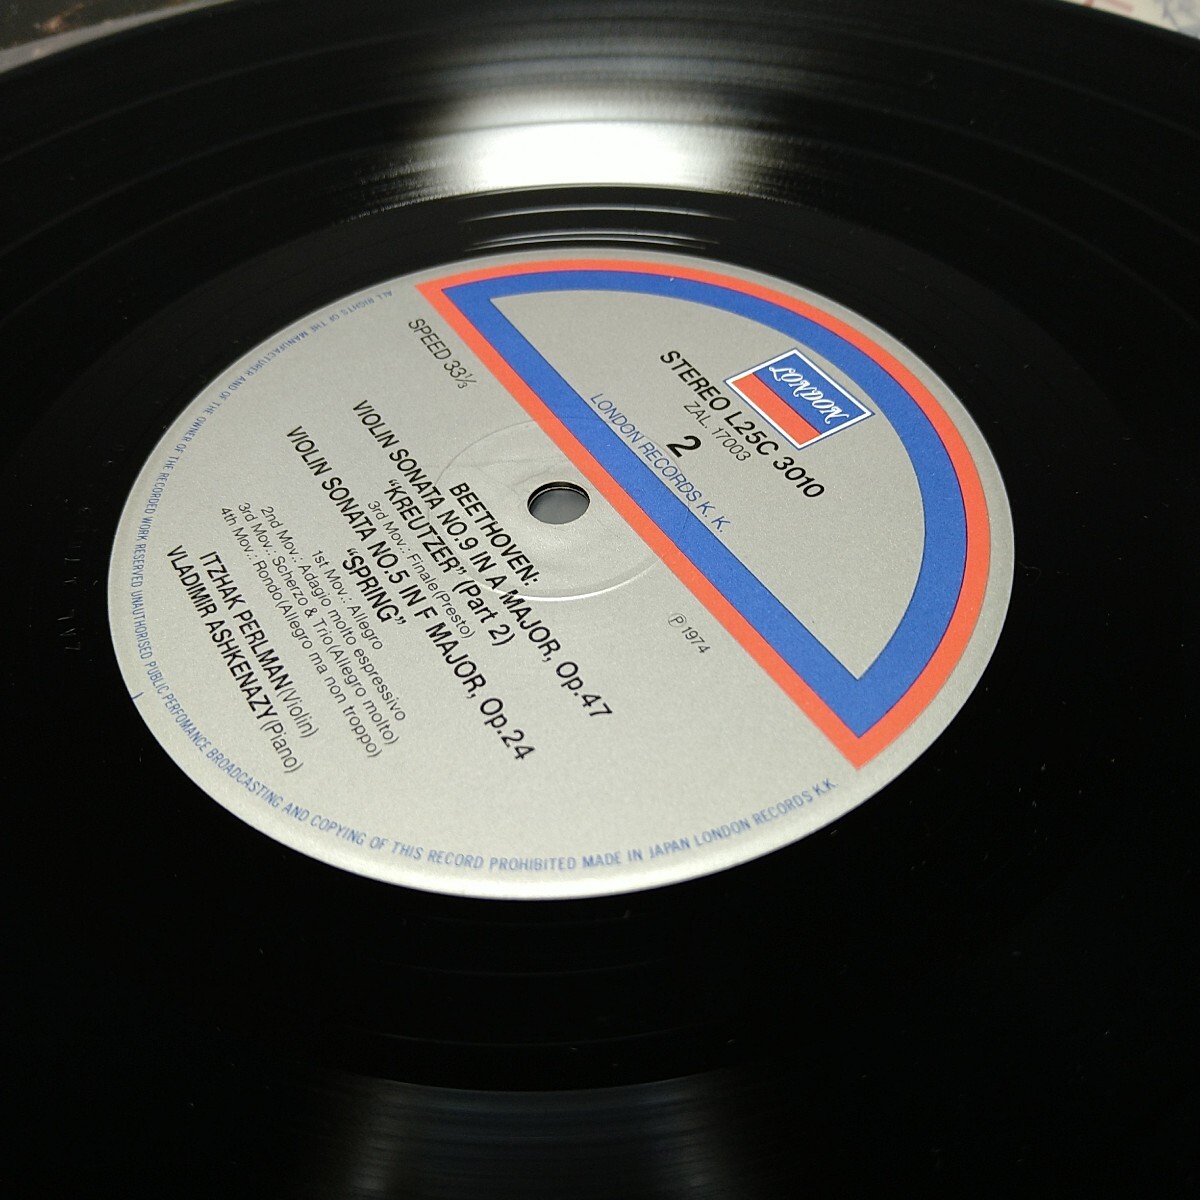 LONDON
STEREO L25C 3010
ZAL. 17003
2
LONDON RECORDS K. K.
SPEED 33⅓
℗ 1974
BEETHOVEN:
VIOLIN SONATA NO.9 IN A MAJOR, Op.47
"KREUTZER" (Part 2)
3rd Mov.: Finale (Presto)
VIOLIN SONATA NO.5 IN F MAJOR, Op.24
"SPRING"
1st Mov.: Allegro
2nd Mov.: Adagio molto espressivo
3rd Mov.: Scherzo & Trio (Allegro molto)
4th Mov.: Rondo (Allegro ma non troppo)
ITZHAK PERLMAN (Violin)
VLADIMIR ASHKENAZY (Piano)
ALL RIGHTS OF THE MANUFACTURER AND OF THE OWNER OF THE RECORDED WORK RESERVED UNAUTHORISED PUBLIC PERFOMANCE BROADCASTING AND COPYING OF THIS RECORD PROHIBITED MADE IN JAPAN LONDON RECORDS K.K.